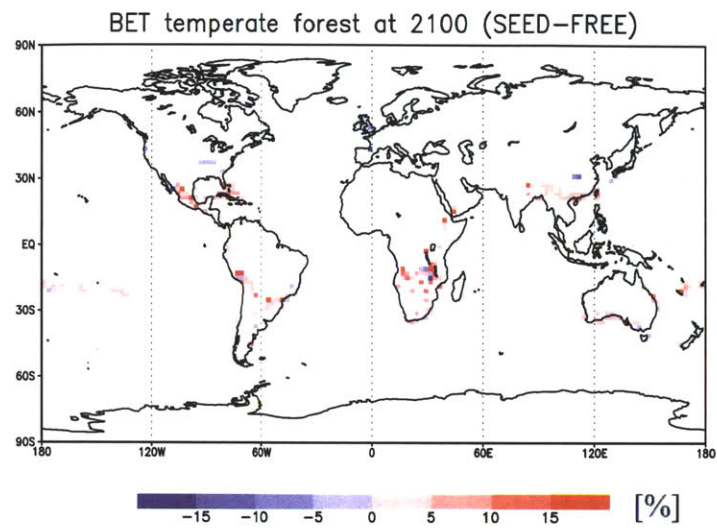 BET temperate forest at 2100 (SEED-FREE)
90N
60N
30N
EQ
30S
60S
90S
180 120W 60W 0 60E 120E 180
-15 -10 -5 0 5 10 15 [%]